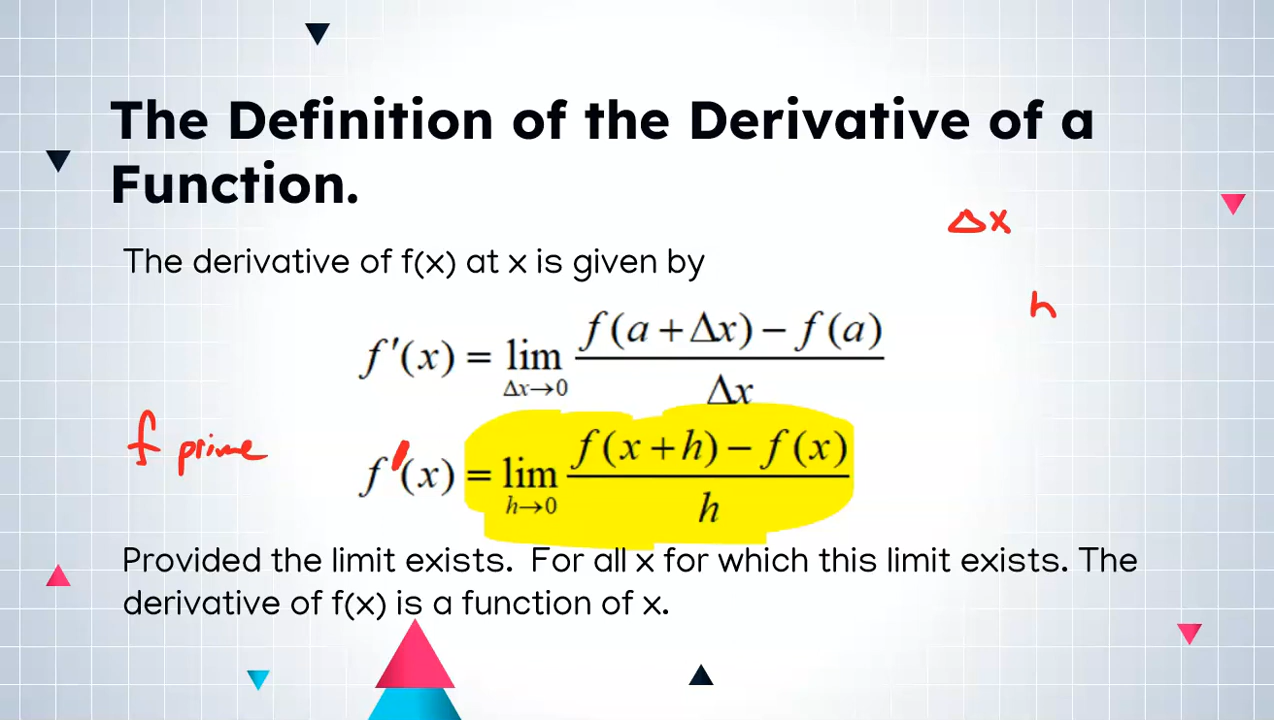 The Definition of the Derivative of a
Function.
Δx
The derivative of f(x) at x is given by
h
f'(x) = lim_{Δx→0} \frac{f(a + Δx) − f(a)}{Δx}
f prime
f'(x) = lim_{h→0} \frac{f(x + h) − f(x)}{h}
Provided the limit exists. For all x for which this limit exists. The
derivative of f(x) is a function of x.